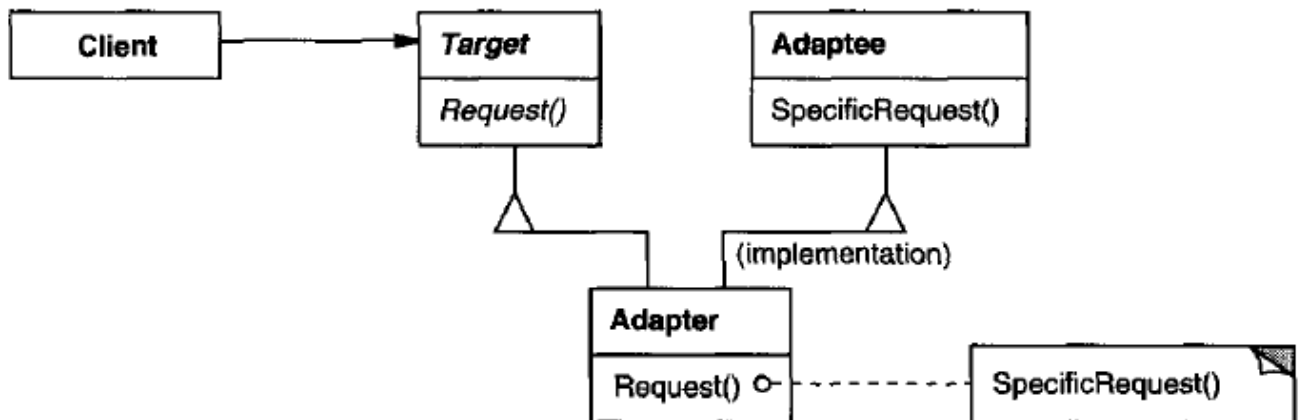 Client
Target
Request()
Adaptee
SpecificRequest()
(implementation)
Adapter
Request()
SpecificRequest()